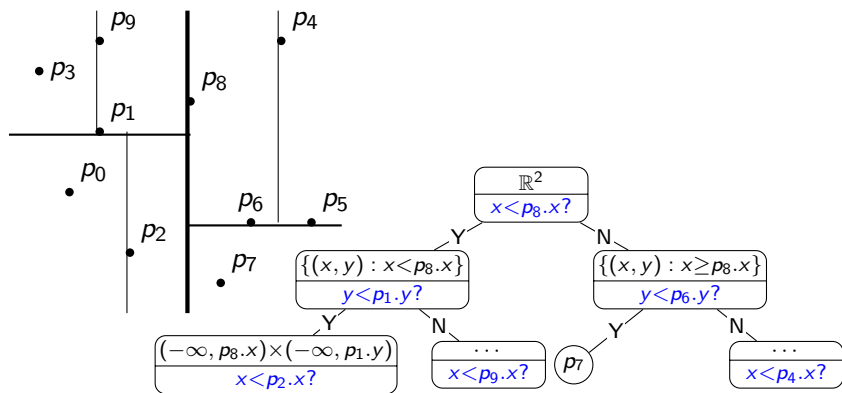 p₉
p₄
p₃
p₈
p₁
p₀
p₆ p₅
p₂
p₇
ℝ²
x<p₈.x?
Y N
{(x, y) : x<p₈.x}
y<p₁.y?
{(x, y) : x≥p₈.x}
y<p₆.y?
Y N Y N
(−∞, p₈.x)×(−∞, p₁.y)
x<p₂.x?
⋯
x<p₉.x?
p₇
⋯
x<p₄.x?